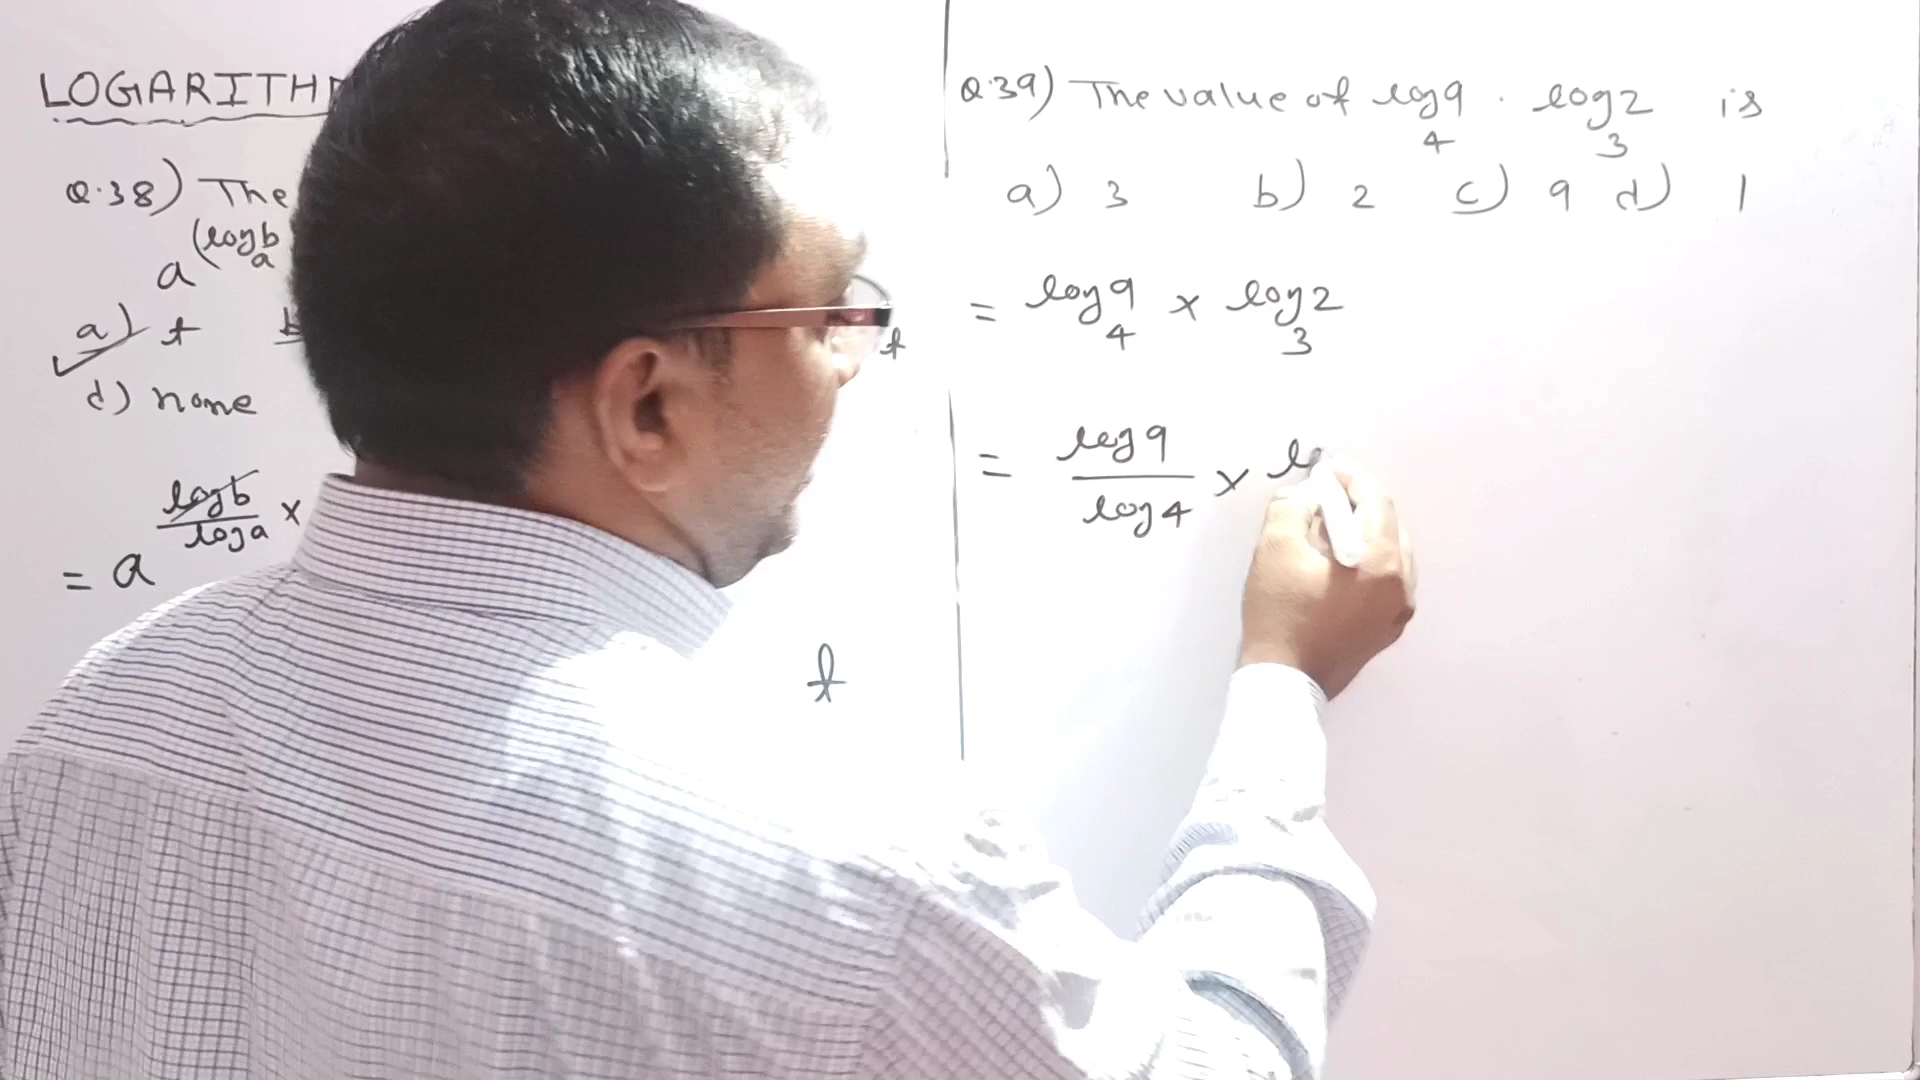 LOGARITH
Q.38) The
a^(log_a b
a) t b
t
d) none
= a^(log b / log a ×
t
Q.39) The value of log_4 9 . log_3 2 is
a) 3 b) 2 c) 9 d) 1
= log_4 9 × log_3 2
= log 9 / log 4 × lo